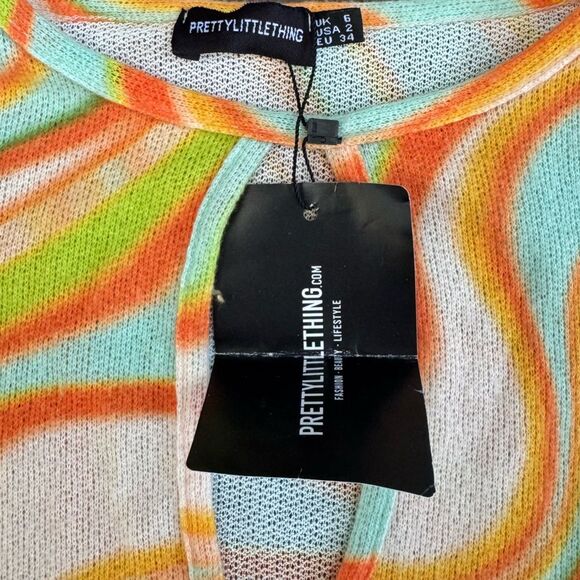 PRETTYLITTLETHING
UK 6
USA 2
EU 34
PRETTYLITTLETHING.COM
FASHION · BEAUTY · LIFESTYLE